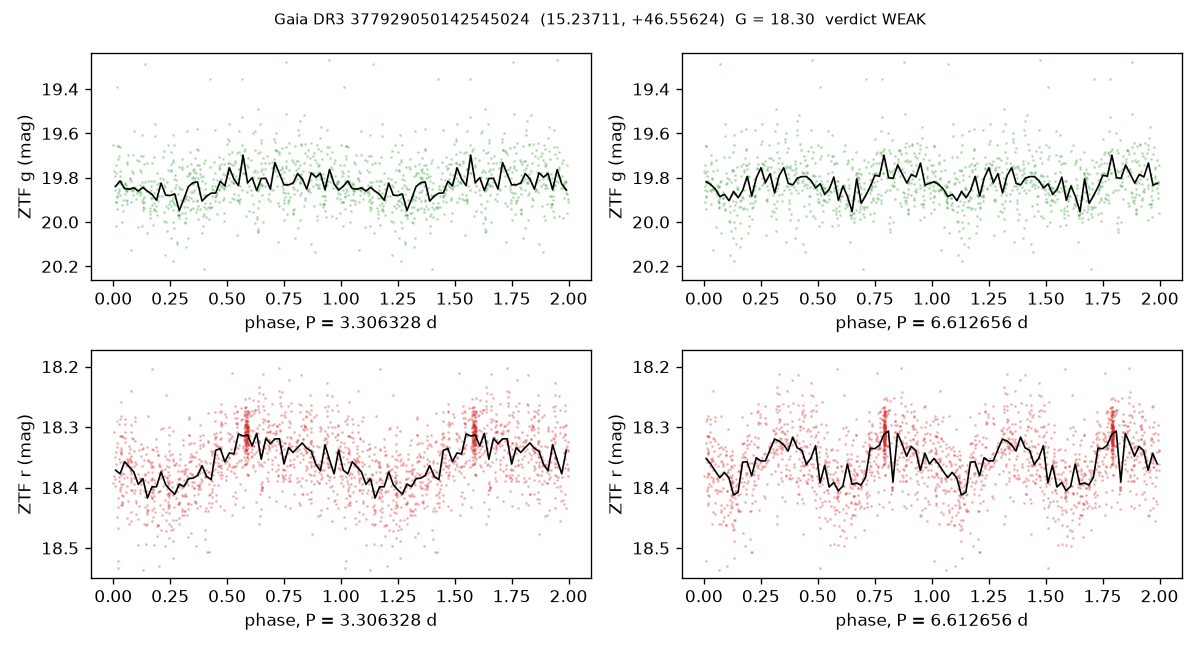 Gaia DR3 377929050142545024  (15.23711, +46.55624)  G = 18.30  verdict WEAK
ZTF g (mag)
19.4
19.6
19.8
20.0
20.2
0.00 0.25 0.50 0.75 1.00 1.25 1.50 1.75 2.00
phase, P = 3.306328 d
ZTF g (mag)
19.4
19.6
19.8
20.0
20.2
0.00 0.25 0.50 0.75 1.00 1.25 1.50 1.75 2.00
phase, P = 6.612656 d
ZTF r (mag)
18.2
18.3
18.4
18.5
0.00 0.25 0.50 0.75 1.00 1.25 1.50 1.75 2.00
phase, P = 3.306328 d
ZTF r (mag)
18.2
18.3
18.4
18.5
0.00 0.25 0.50 0.75 1.00 1.25 1.50 1.75 2.00
phase, P = 6.612656 d